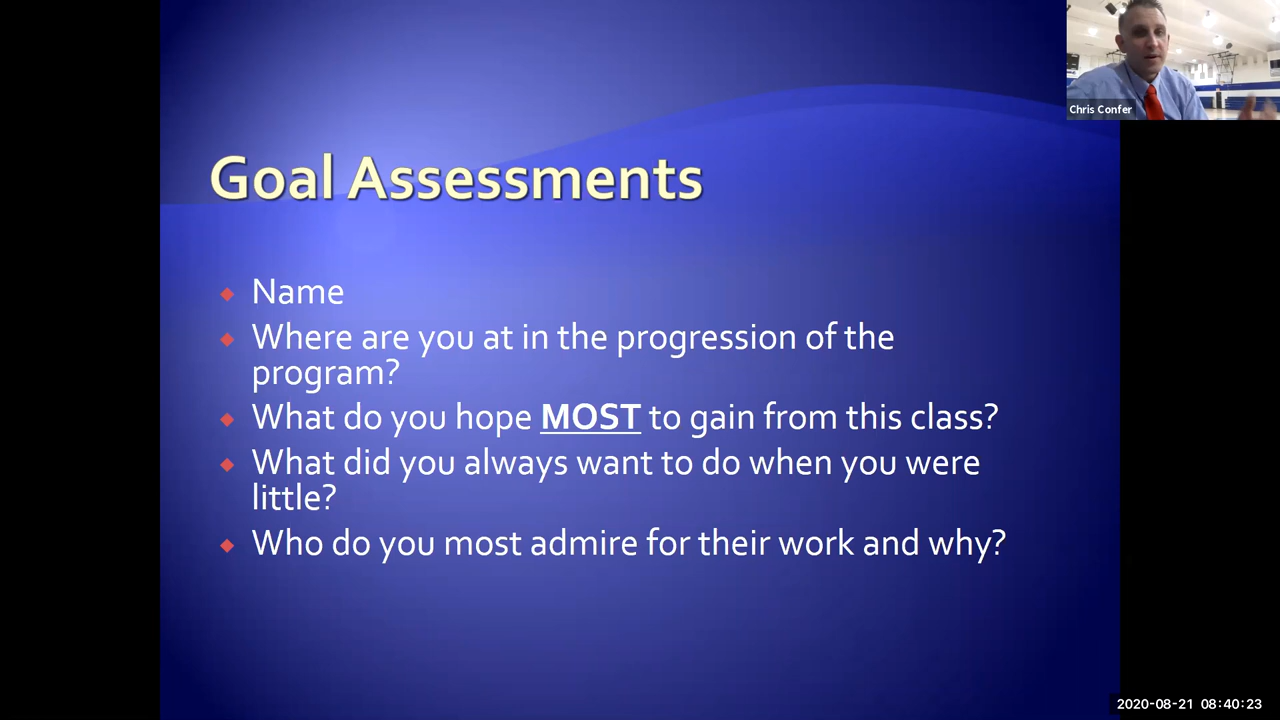 Chris Confer
Goal Assessments
Name
Where are you at in the progression of the
program?
What do you hope MOST to gain from this class?
What did you always want to do when you were
little?
Who do you most admire for their work and why?
2020-08-21 08:40:23